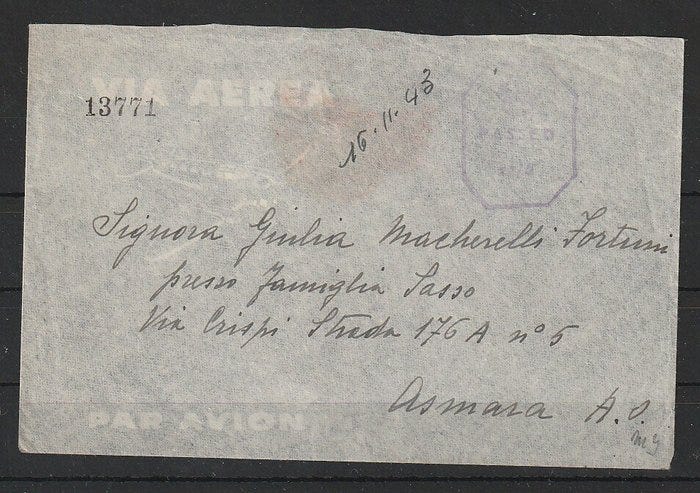 VIA AEREA
13771
16.11.43
PASSED
Signora Giulia Macherelli Fortuni
presso Famiglia Sasso
Via Crispi Strada 176 A nº 5
Asmara A.O.
PAR AVION